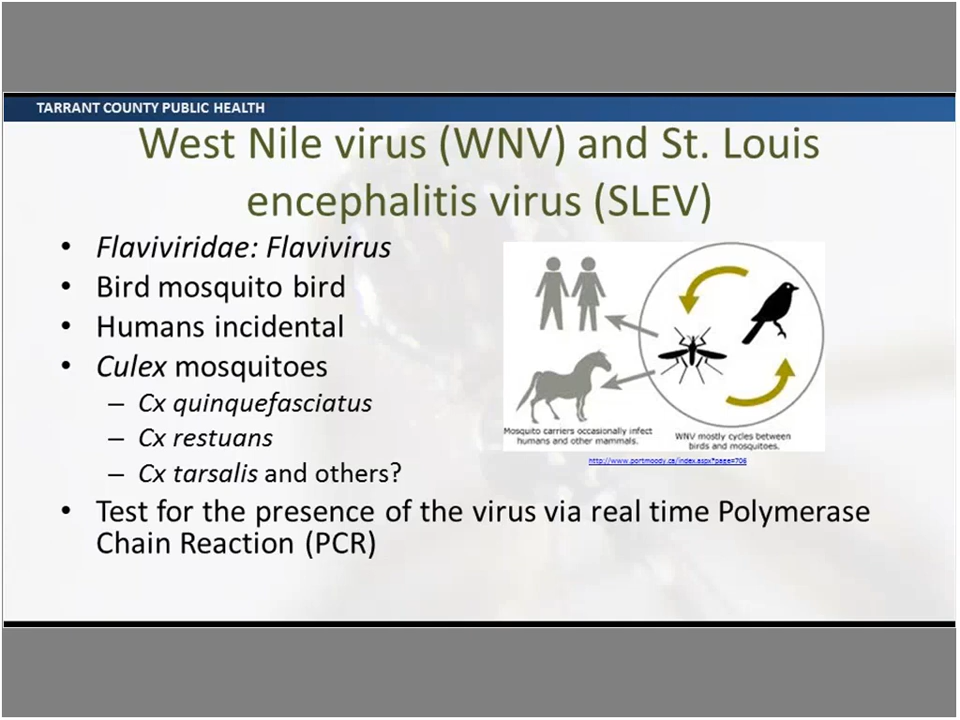 TARRANT COUNTY PUBLIC HEALTH
West Nile virus (WNV) and St. Louis
encephalitis virus (SLEV)
• Flaviviridae: Flavivirus
• Bird mosquito bird
• Humans incidental
• Culex mosquitoes
– Cx quinquefasciatus
– Cx restuans
– Cx tarsalis and others?
• Test for the presence of the virus via real time Polymerase
Chain Reaction (PCR)
Mosquito carriers occasionally infect
humans and other mammals.
WNV mostly cycles between
birds and mosquitoes.
http://www.portmoody.ca/index.aspx?page=706